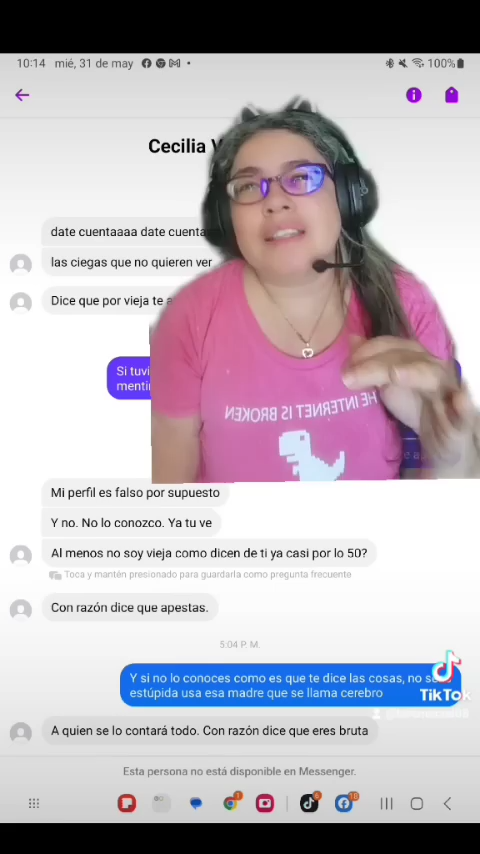 10:14 mié, 31 de may 100%
Cecilia
date cuentaaaa date cuenta
las ciegas que no quieren ver
Dice que por vieja te
Si
mentir
HE INTERNET IS BROKEN
Mi perfil es falso por supuesto
Y no. No lo conozco. Ya tu ve
Al menos no soy vieja como dicen de ti ya casi por lo 50?
Toca y mantén presionado para guardarla como pregunta frecuente
Con razón dice que apestas.
5:04 P. M.
Y si no lo conoces como es que te dice las cosas, no
estúpida usa esa madre que se llama cerebro
TikTok
A quien se lo contará todo. Con razón dice que eres bruta
Esta persona no está disponible en Messenger.